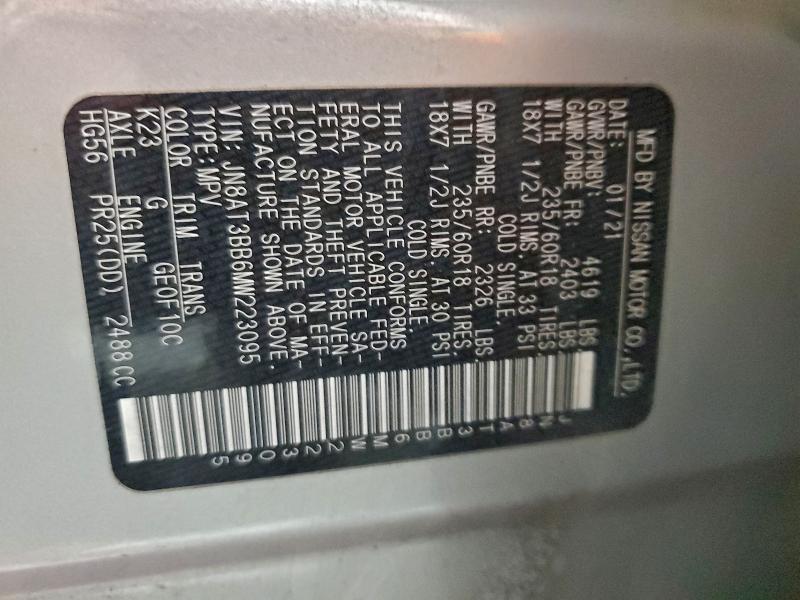 MFD BY NISSAN MOTOR CO.,LTD.
DATE: 01/21
GVWR/PNBV: 4619 LBS
GAWR/PNBE FR: 2403 LBS
WITH 235/60R18 TIRES,
18X7 1/2J RIMS, AT 33 PSI
COLD SINGLE,
GAWR/PNBE RR: 2326 LBS
WITH 235/60R18 TIRES,
18X7 1/2J RIMS, AT 30 PSI
COLD SINGLE.
THIS VEHICLE CONFORMS
TO ALL APPLICABLE FED-
ERAL MOTOR VEHICLE SA-
FETY AND THEFT PREVEN-
TION STANDARDS IN EFF-
ECT ON THE DATE OF MA-
NUFACTURE SHOWN ABOVE.
VIN: JN8AT3BB6MW223095
TYPE: MPV
COLOR TRIM TRANS
K23 G GEOF10C
AXLE ENGINE
HG56 PR25(DD) 2488CC
JN8AT3BB6MW223095